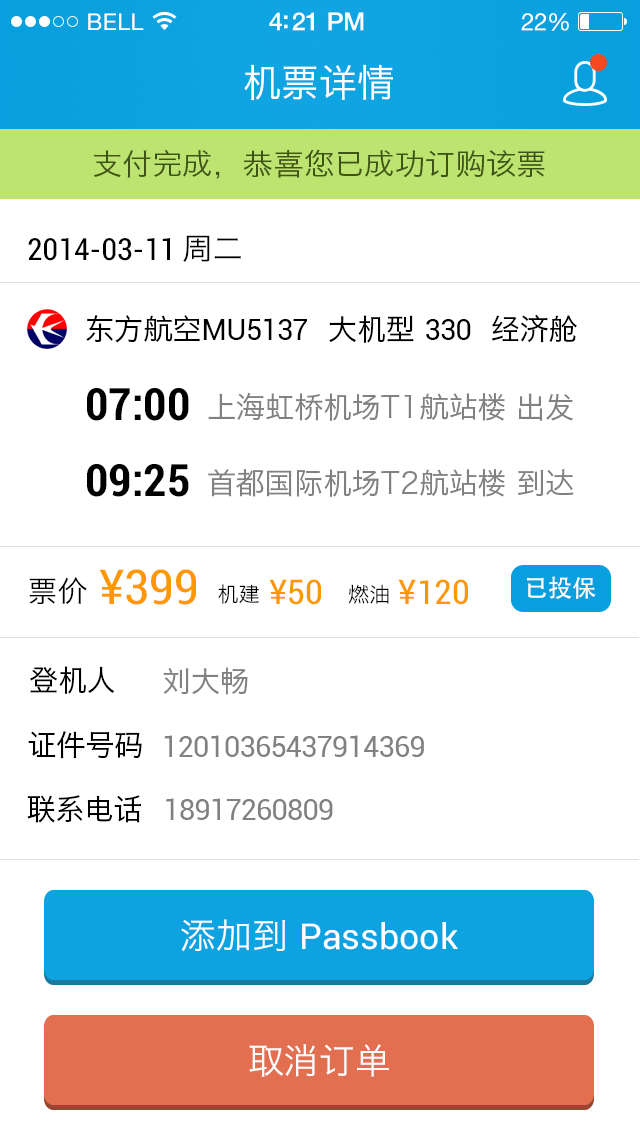 BELL 4:21 PM 22%
机票详情
支付完成，恭喜您已成功订购该票
2014-03-11 周二
东方航空MU5137 大机型 330 经济舱
07:00 上海虹桥机场T1航站楼 出发
09:25 首都国际机场T2航站楼 到达
票价 ¥399 机建 ¥50 燃油 ¥120 已投保
登机人 刘大畅
证件号码 12010365437914369
联系电话 18917260809
添加到 Passbook
取消订单